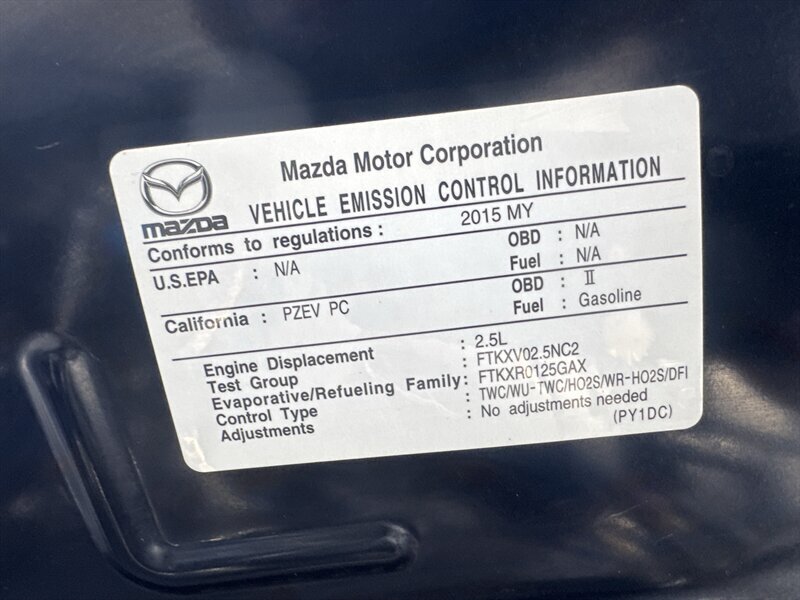 Mazda Motor Corporation
mazda
VEHICLE EMISSION CONTROL INFORMATION
Conforms to regulations : 2015 MY
U.S.EPA : N/A OBD : N/A
Fuel : N/A
California : PZEV PC OBD : II
Fuel : Gasoline
Engine Displacement : 2.5L
Test Group : FTKXV02.5NC2
Evaporative/Refueling Family: FTKXR0125GAX
Control Type : TWC/WU-TWC/HO2S/WR-HO2S/DFI
Adjustments : No adjustments needed
(PY1DC)